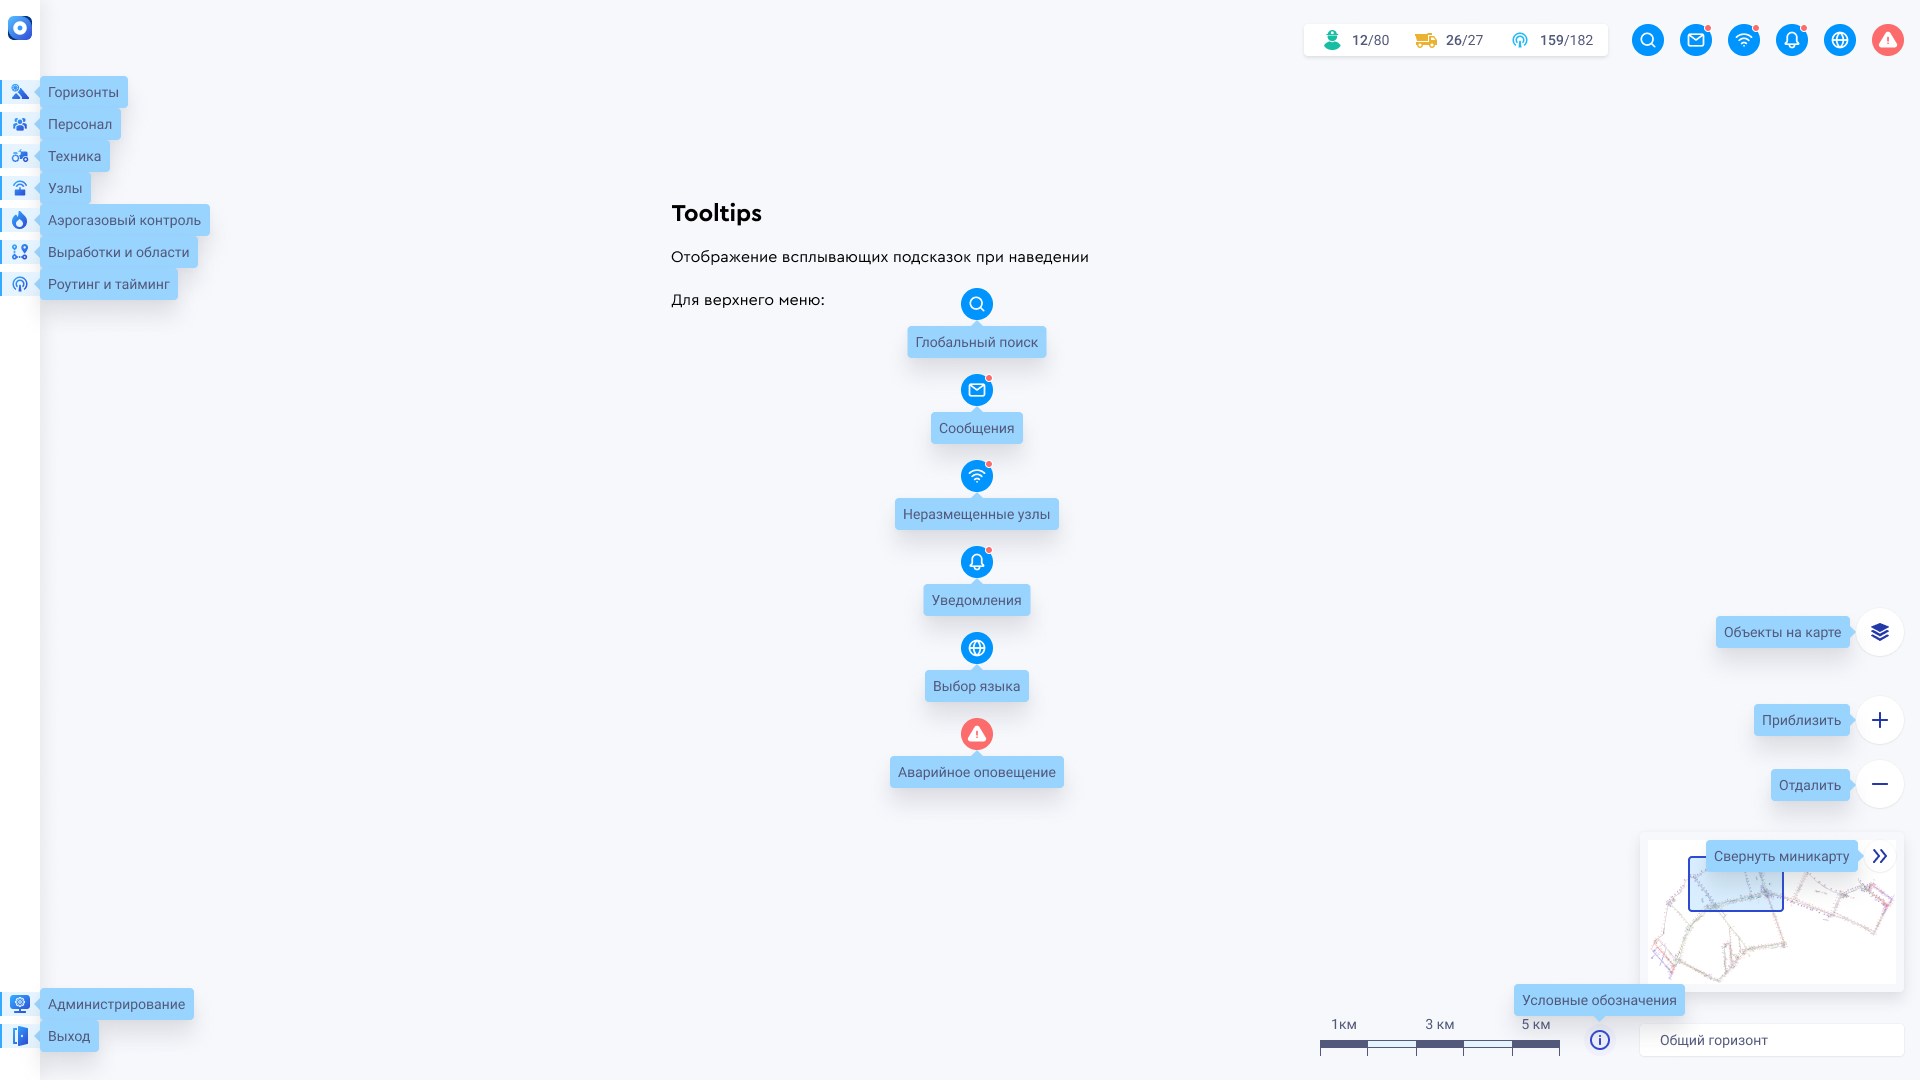 12/80
26/27
159/182
Горизонты
Персонал
Техника
Узлы
Аэрогазовый контроль
Выработки и области
Роутинг и тайминг
Tooltips
Отображение всплывающих подсказок при наведении
Для верхнего меню:
Глобальный поиск
Сообщения
Неразмещенные узлы
Уведомления
Выбор языка
Аварийное оповещение
Объекты на карте
Приблизить
Отдалить
Свернуть миникарту
Администрирование
Выход
Условные обозначения
1км
3 км
5 км
Общий горизонт